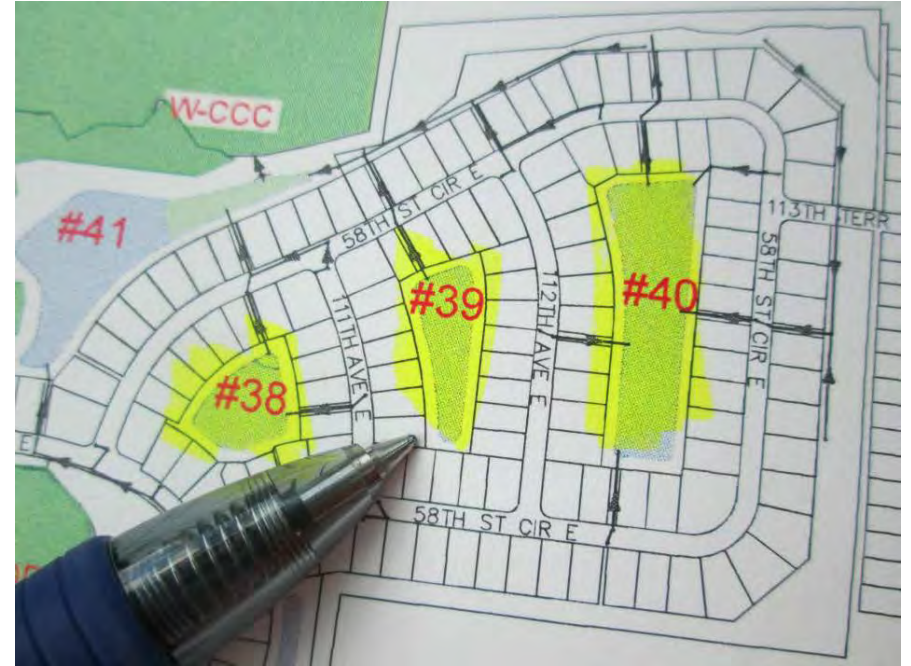 W-CCC
#41
58TH ST CIR E
113TH TERR
#39
#40
111TH AVE E
112TH AVE E
58TH ST CIR E
#38
E
58TH ST CIR E